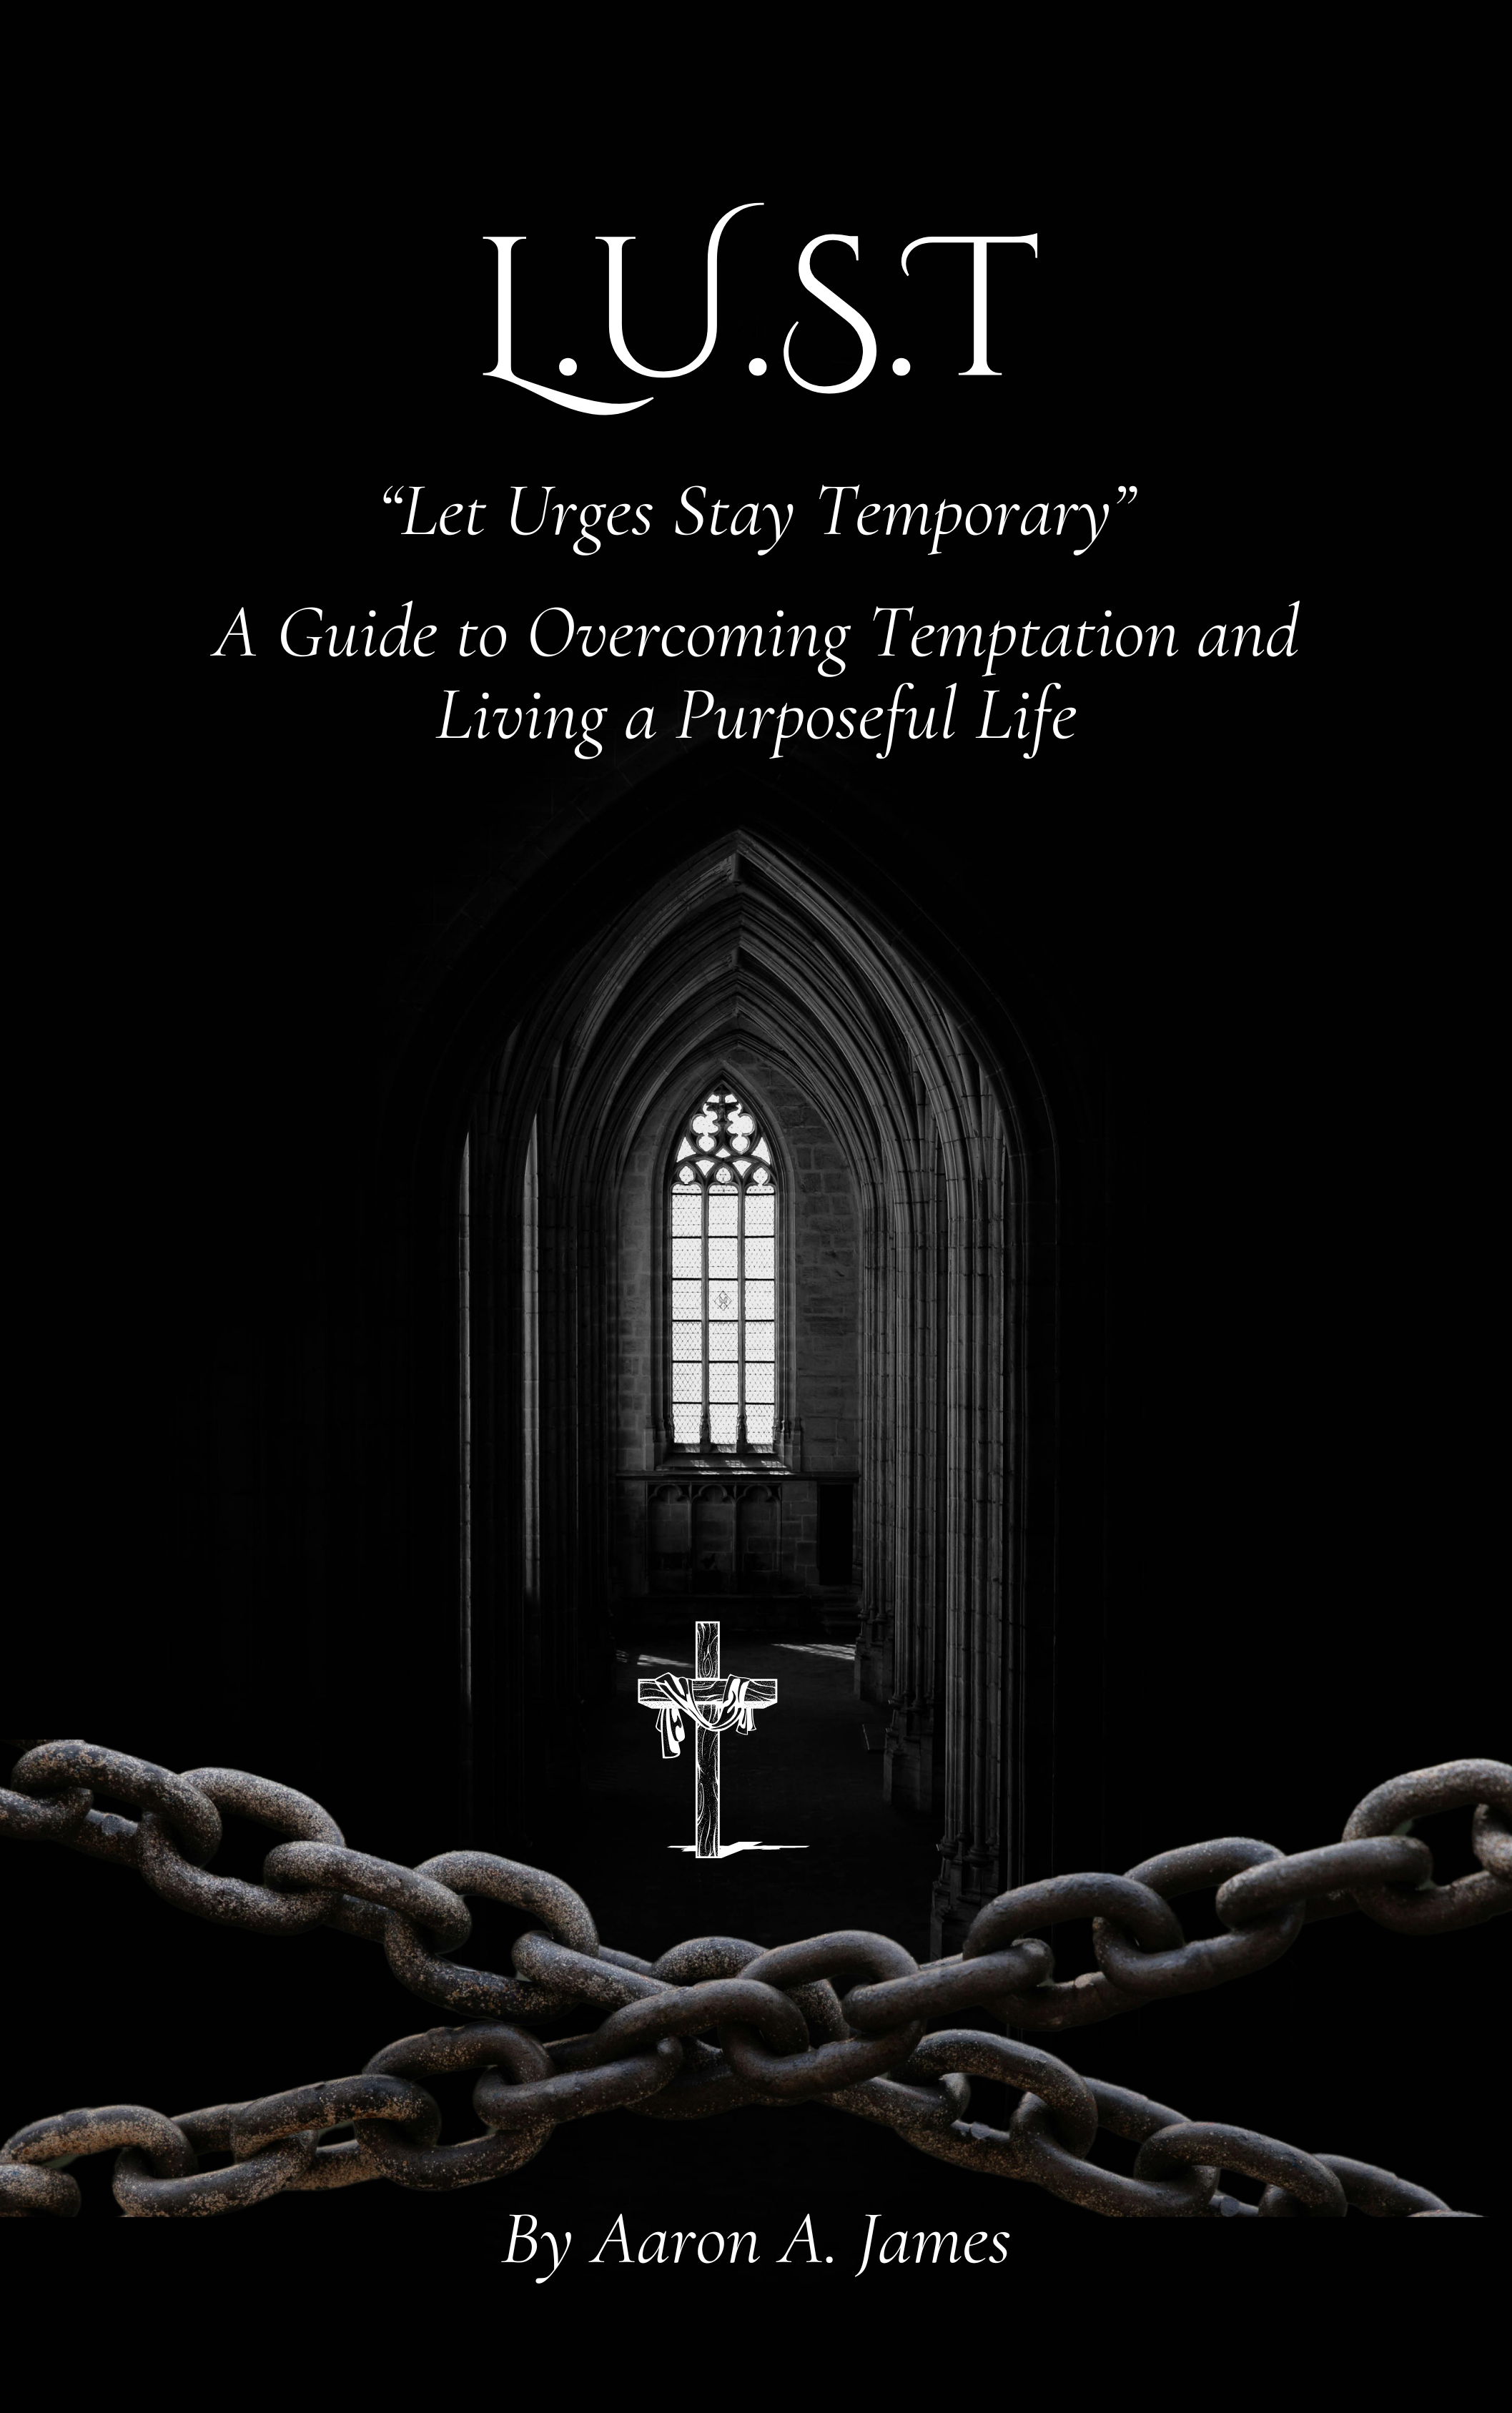 L.U.S.T
“Let Urges Stay Temporary”
A Guide to Overcoming Temptation and
Living a Purposeful Life
By Aaron A. James